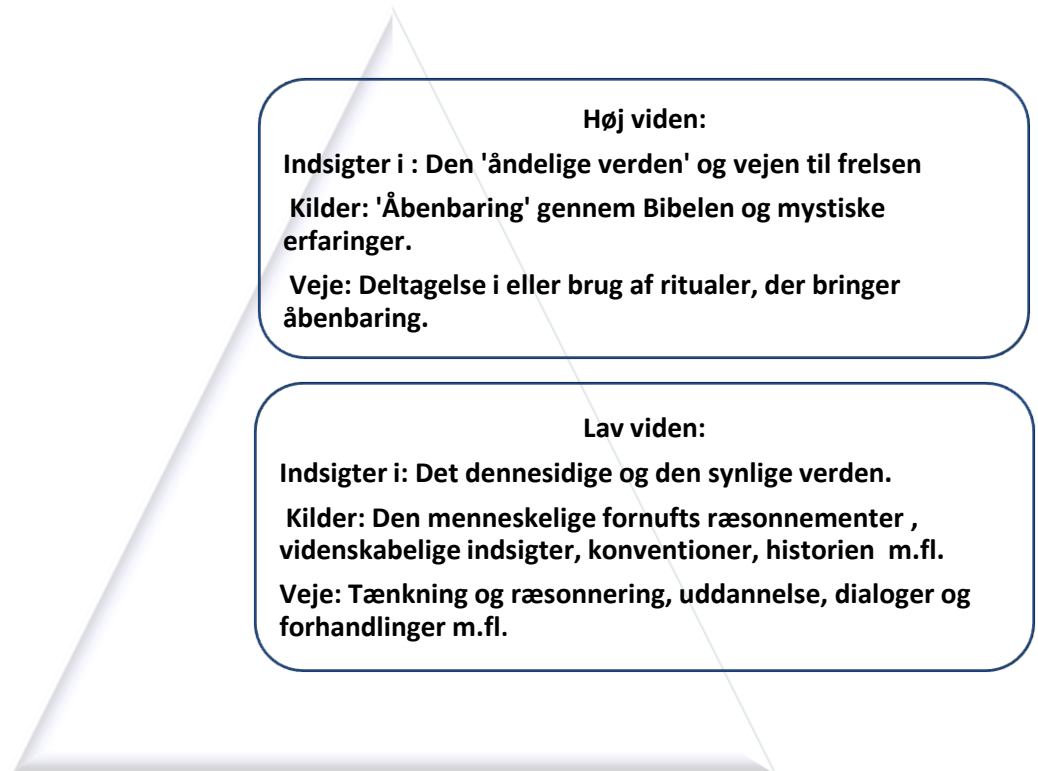 Høj viden:
Indsigter i : Den 'åndelige verden' og vejen til frelsen
Kilder: 'Åbenbaring' gennem Bibelen og mystiske
erfaringer.
Veje: Deltagelse i eller brug af ritualer, der bringer
åbenbaring.
Lav viden:
Indsigter i: Det dennesidige og den synlige verden.
Kilder: Den menneskelige fornufts ræsonnementer ,
videnskabelige indsigter, konventioner, historien m.fl.
Veje: Tænkning og ræsonnering, uddannelse, dialoger og
forhandlinger m.fl.